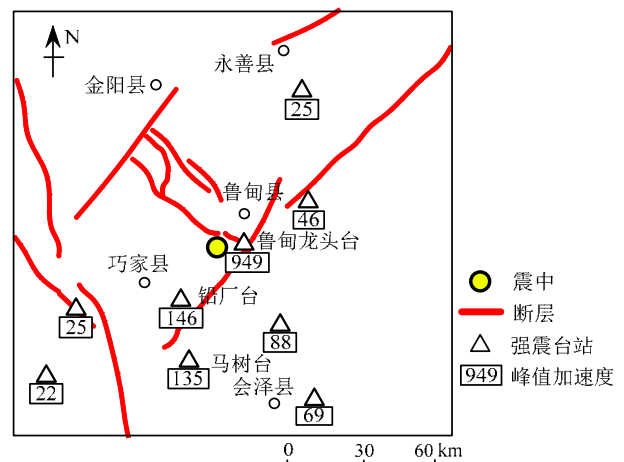 N
永善县
金阳县
25
鲁甸县
46
鲁甸龙头台
949
巧家县
铅厂台
146
25
88
马树台
135
22
会泽县
69
震中
断层
强震台站
949 峰值加速度
0 30 60 km